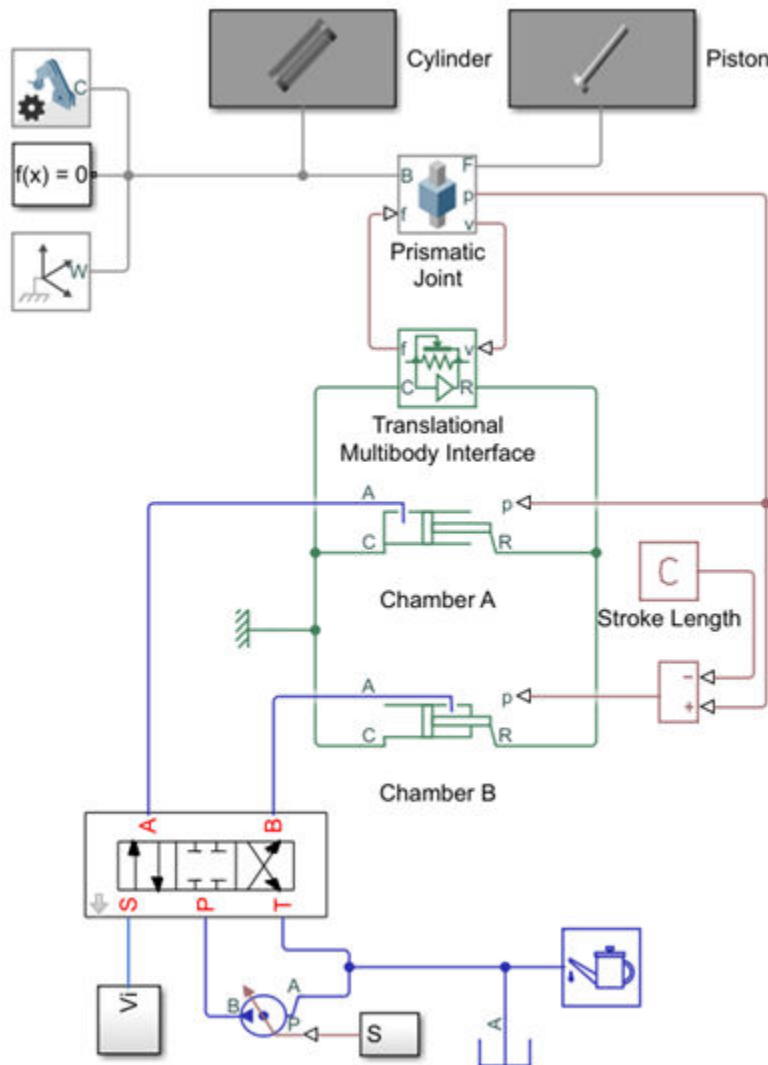 Cylinder
Piston
C
f(x) = 0
W
B
F
f
p
v
Prismatic
Joint
f
v
C
R
Translational
Multibody Interface
A
p
C
R
Chamber A
C
Stroke Length
A
p
−
+
C
R
Chamber B
A
B
S
P
T
Vi
B
A
P
S
A